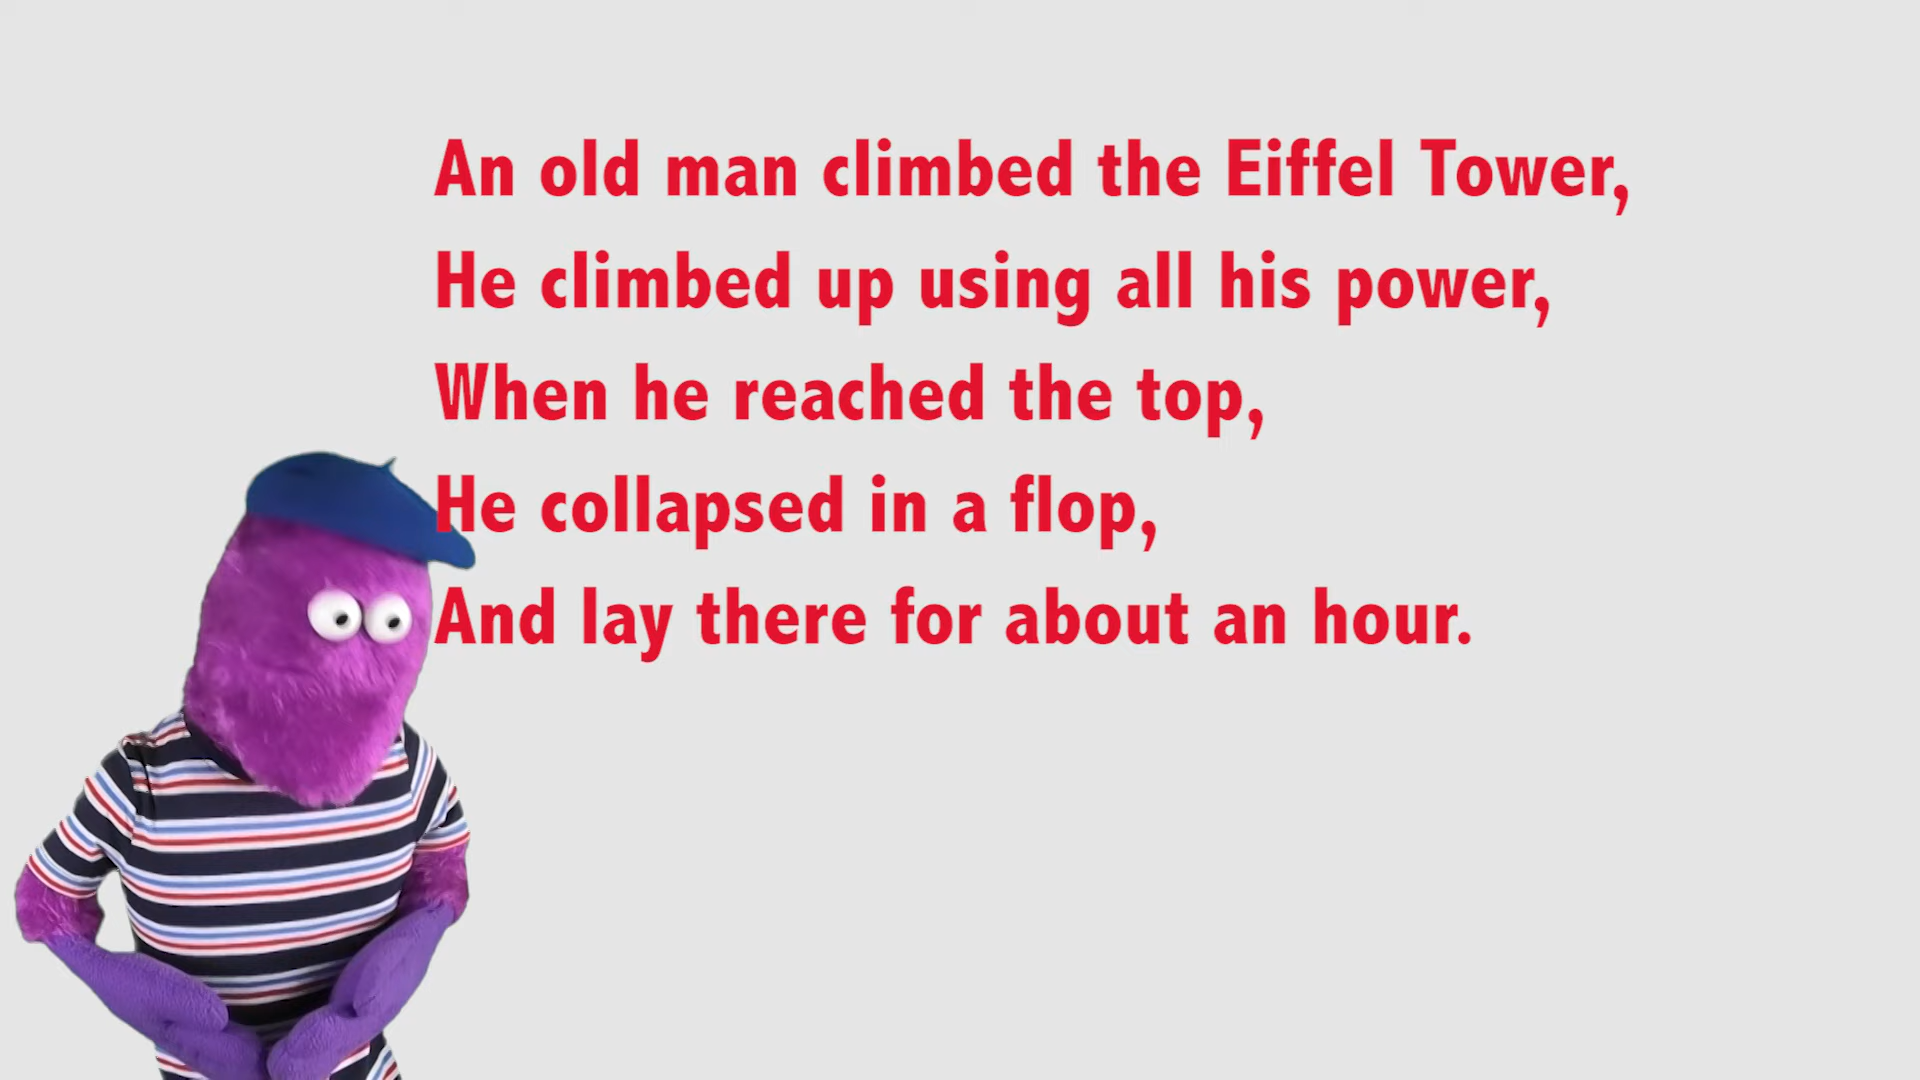 An old man climbed the Eiffel Tower,
He climbed up using all his power,
When he reached the top,
He collapsed in a flop,
And lay there for about an hour.